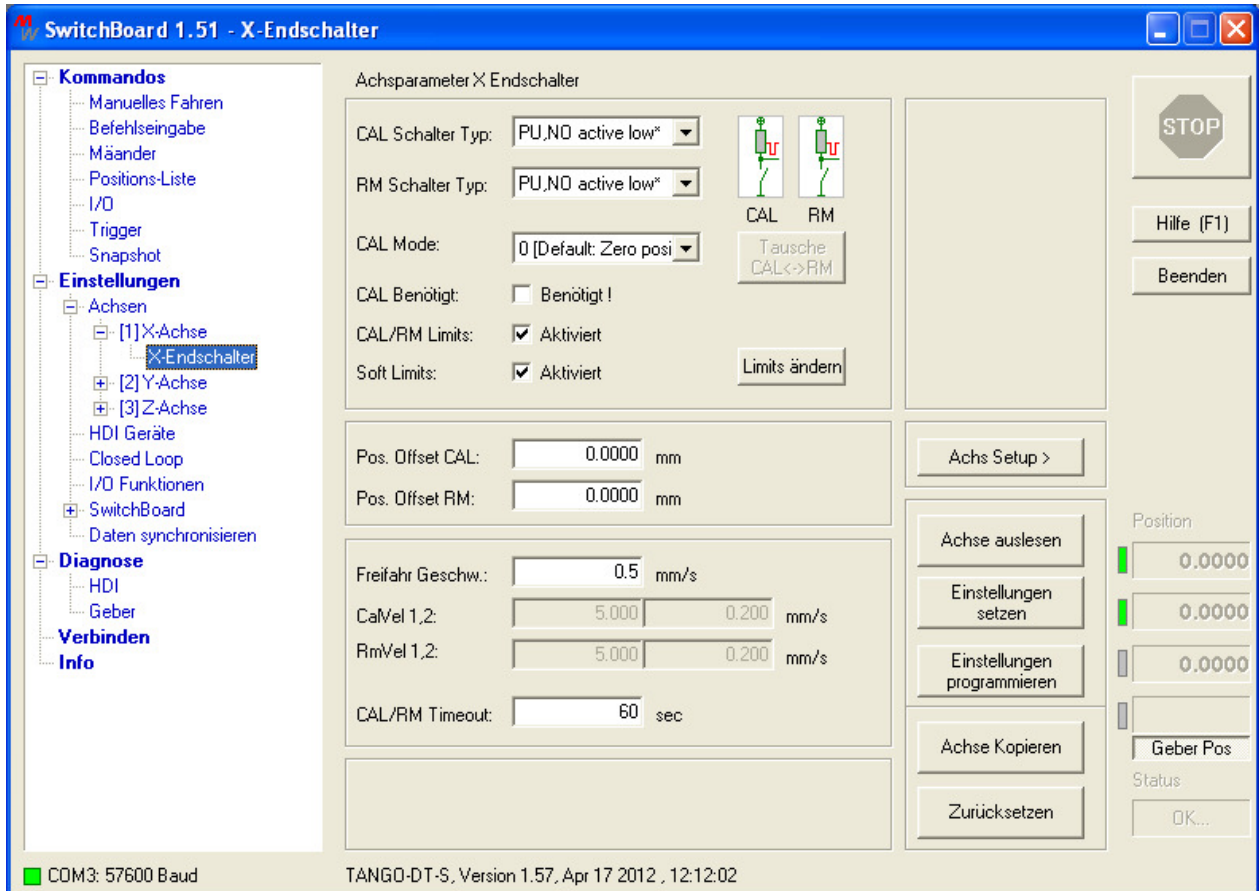 SwitchBoard 1.51 - X-Endschalter
Kommandos
Manuelles Fahren
Befehlseingabe
Mäander
Positions-Liste
I/O
Trigger
Snapshot
Einstellungen
Achsen
[1] X-Achse
X-Endschalter
[2] Y-Achse
[3] Z-Achse
HDI Geräte
Closed Loop
I/O Funktionen
SwitchBoard
Daten synchronisieren
Diagnose
HDI
Geber
Verbinden
Info
Achsparameter X Endschalter
CAL Schalter Typ: PU,NO active low*
RM Schalter Typ: PU,NO active low*
CAL RM
CAL Mode: 0 [Default: Zero posi
Tausche
CAL<->RM
CAL Benötigt: Benötigt !
CAL/RM Limits: Aktiviert
Soft Limits: Aktiviert
Limits ändern
Pos. Offset CAL: 0.0000 mm
Pos. Offset RM: 0.0000 mm
Freifahr Geschw.: 0.5 mm/s
CalVel 1,2: 5.000 0.200 mm/s
RmVel 1,2: 5.000 0.200 mm/s
CAL/RM Timeout: 60 sec
Achs Setup >
Achse auslesen
Einstellungen
setzen
Einstellungen
programmieren
Achse Kopieren
Zurücksetzen
STOP
Hilfe (F1)
Beenden
Position
0.0000
0.0000
0.0000
Geber Pos
Status
OK...
COM3: 57600 Baud
TANGO-DT-S, Version 1.57, Apr 17 2012 , 12:12:02